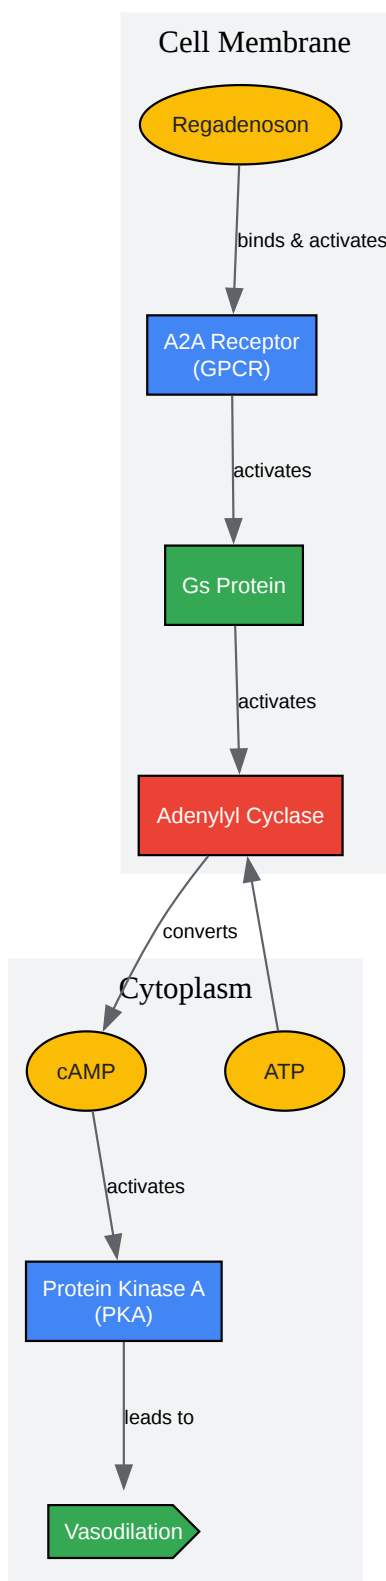 Cell Membrane
Regadenoson
binds & activates
A2A Receptor
(GPCR)
activates
Gs Protein
activates
Adenylyl Cyclase
converts
Cytoplasm
cAMP
ATP
activates
Protein Kinase A
(PKA)
leads to
Vasodilation